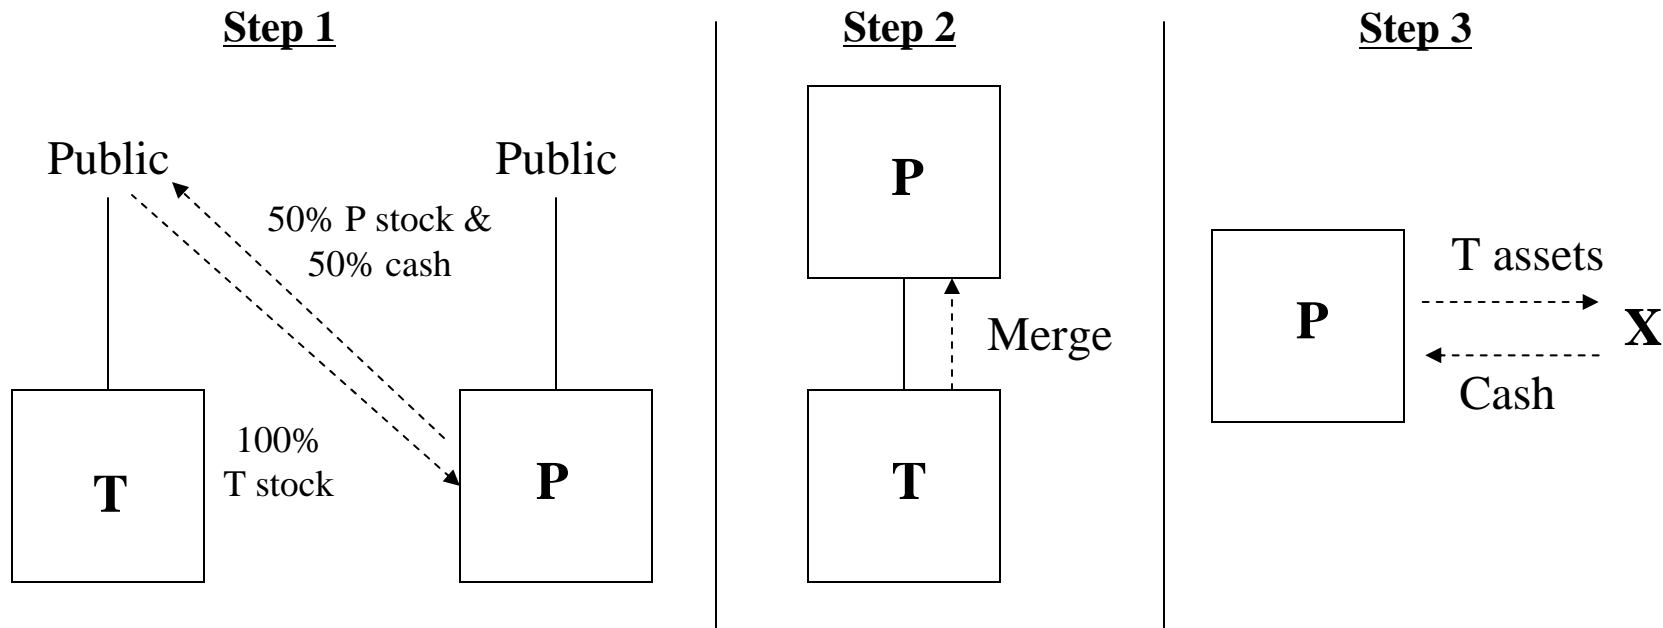 Step 1
Public
Public
50% P stock &
50% cash
100%
T stock
T
P
Step 2
P
Merge
T
Step 3
P
T assets
X
Cash